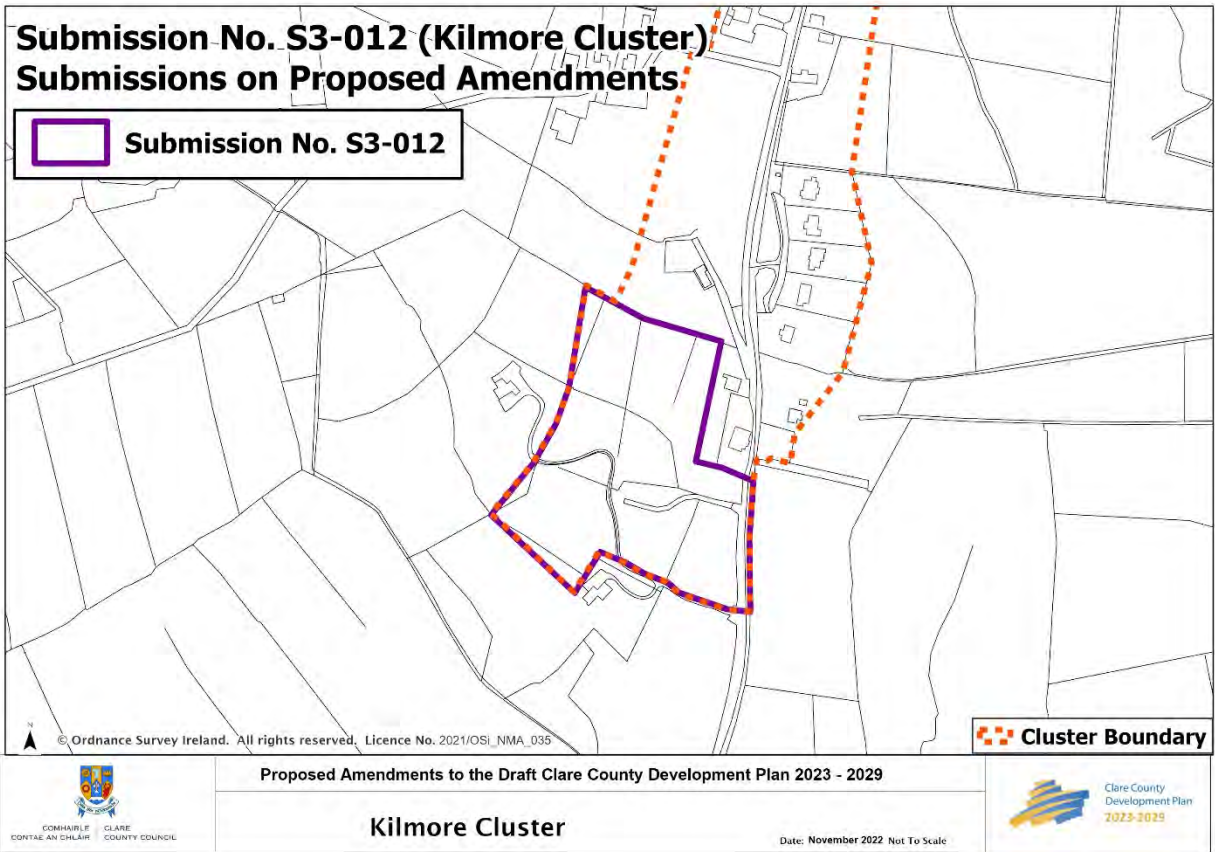 Submission No. S3-012 (Kilmore Cluster)
Submissions on Proposed Amendments
Submission No. S3-012
N
© Ordnance Survey Ireland. All rights reserved. Licence No. 2021/OSi_NMA_035
Cluster Boundary
COMHAIRLE CONTAE AN CHLÁIR
CLARE COUNTY COUNCIL
Proposed Amendments to the Draft Clare County Development Plan 2023 - 2029
Kilmore Cluster
Date: November 2022 Not To Scale
Clare County
Development Plan
2023-2029